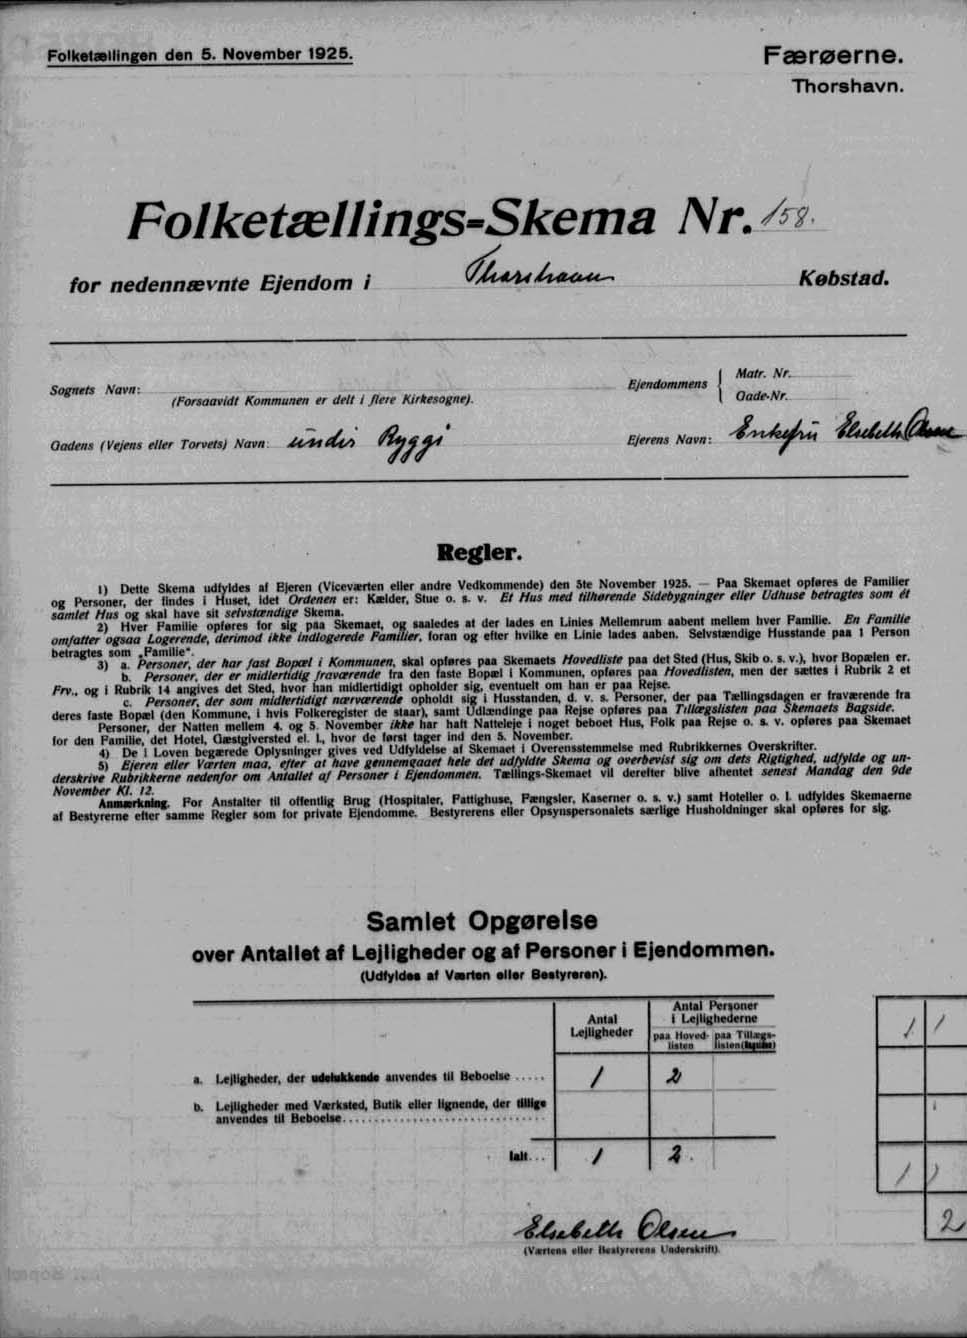 Folketællingen den 5. November 1925.
Færøerne.
Thorshavn.
Folketællings-Skema Nr. 158.
for nedennævnte Ejendom i Thorshavn Købstad.
Sognets Navn:
(Forsaavidt Kommunen er delt i flere Kirkesogne).
Ejendommens
Matr. Nr.
Gade-Nr.
Gadens (Vejens eller Torvets) Navn: undir Ryggi
Ejerens Navn: Enkefru Elsebeth Olsen
Regler.
1) Dette Skema udfyldes af Ejeren (Viceværten eller andre Vedkommende) den 5te November 1925. — Paa Skemaet opføres de Familier
og Personer, der findes i Huset, idet Ordenen er: Kælder, Stue o. s. v. Et Hus med tilhørende Sidebygninger eller Udhuse betragtes som ét
samlet Hus og skal have sit selvstændige Skema.
2) Hver Familie opføres for sig paa Skemaet, og saaledes at der lades en Linies Mellemrum aabent mellem hver Familie. En Familie
omfatter ogsaa Logerende, derimod ikke indlogerede Familier, foran og efter hvilke en Linie lades aaben. Selvstændige Husstande paa 1 Person
betragtes som „Familie“.
3) a. Personer, der har fast Bopæl i Kommunen, skal opføres paa Skemaets Hovedliste paa det Sted (Hus, Skib o. s. v.), hvor Bopælen er.
b. Personer, der er midlertidig fraværende fra den faste Bopæl i Kommunen, opføres paa Hovedlisten, men der sættes i Rubrik 2 et
Frv., og i Rubrik 14 angives det Sted, hvor han midlertidigt opholder sig, eventuelt om han er paa Rejse.
c. Personer, der som midlertidigt nærværende opholdt sig i Husstanden, d. v. s. Personer, der paa Tællingsdagen er fraværende fra
deres faste Bopæl (den Kommune, i hvis Folkeregister de staar), samt Udlændinge paa Rejse opføres paa Tillægslisten paa Skemaets Bagside.
Personer, der Natten mellem 4. og 5. November ikke har haft Natteleje i noget beboet Hus, Folk paa Rejse o. s. v. opføres paa Skemaet
for den Familie, det Hotel, Gæstgiversted el. l., hvor de først tager ind den 5. November.
4) De i Loven begærede Oplysninger gives ved Udfyldelse af Skemaet i Overensstemmelse med Rubrikkernes Overskrifter.
5) Ejeren eller Værten maa, efter at have gennemgaaet hele det udfyldte Skema og overbevist sig om dets Rigtighed, udfylde og un-
derskrive Rubrikkerne nedenfor om Antallet af Personer i Ejendommen. Tællings-Skemaet vil derefter blive afhentet senest Mandag den 9de
November Kl. 12.
Anmærkning. For Anstalter til offentlig Brug (Hospitaler, Fattighuse, Fængsler, Kaserner o. s. v.) samt Hoteller o. l. udfyldes Skemaerne
af Bestyrerne efter samme Regler som for private Ejendomme. Bestyrerens eller Opsynspersonalets særlige Husholdninger skal opføres for sig.
Samlet Opgørelse
over Antallet af Lejligheder og af Personer i Ejendommen.
(Udfyldes af Værten eller Bestyreren).
Antal Lejligheder
Antal Personer i Lejlighederne
paa Hoved-listen
paa Tillægs-listen
1 1
a. Lejligheder, der udelukkende anvendes til Beboelse ..... 1 2
b. Lejligheder med Værksted, Butik eller lignende, der tillige
anvendes til Beboelse
Ialt... 1 2.
1 1
2
Elsebeth Olsen
(Værtens eller Bestyrerens Underskrift).